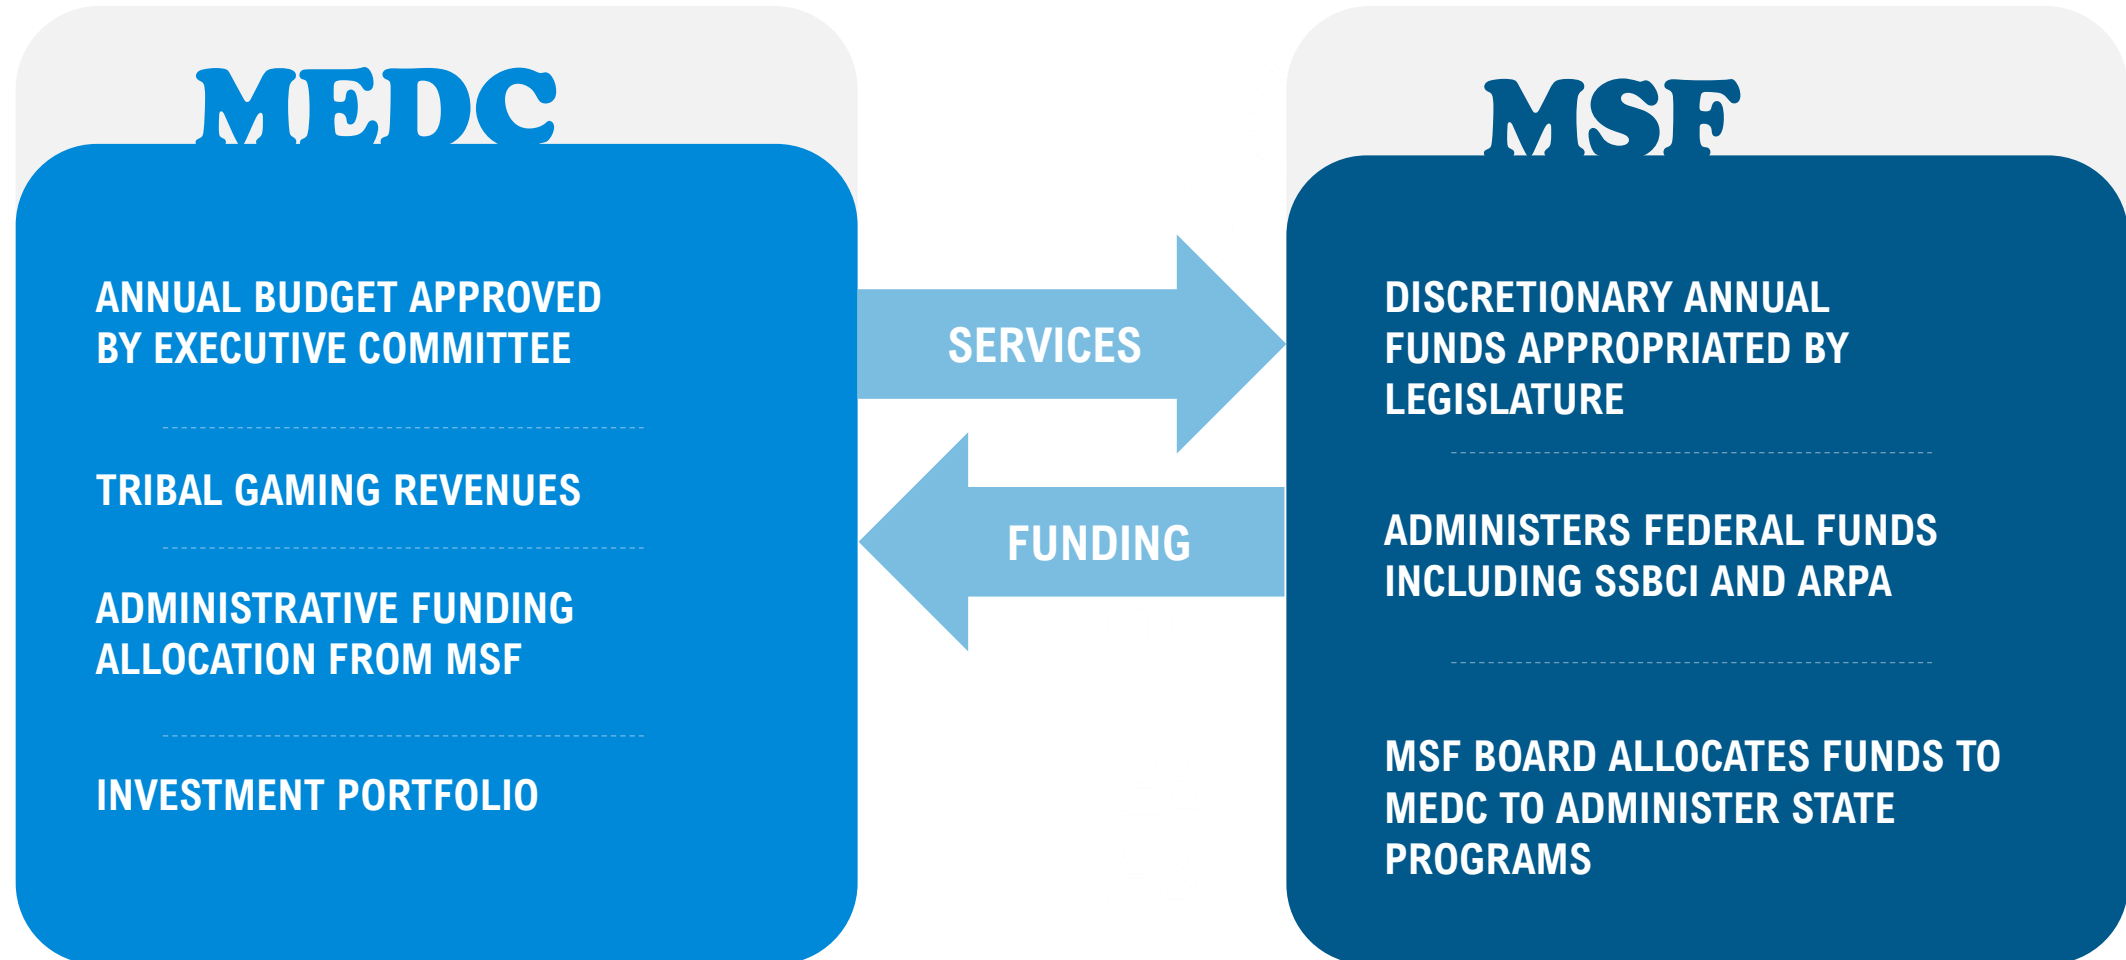 MEDC
ANNUAL BUDGET APPROVED
BY EXECUTIVE COMMITTEE
TRIBAL GAMING REVENUES
ADMINISTRATIVE FUNDING
ALLOCATION FROM MSF
INVESTMENT PORTFOLIO
SERVICES
FUNDING
MSF
DISCRETIONARY ANNUAL
FUNDS APPROPRIATED BY
LEGISLATURE
ADMINISTERS FEDERAL FUNDS
INCLUDING SSBCI AND ARPA
MSF BOARD ALLOCATES FUNDS TO
MEDC TO ADMINISTER STATE
PROGRAMS